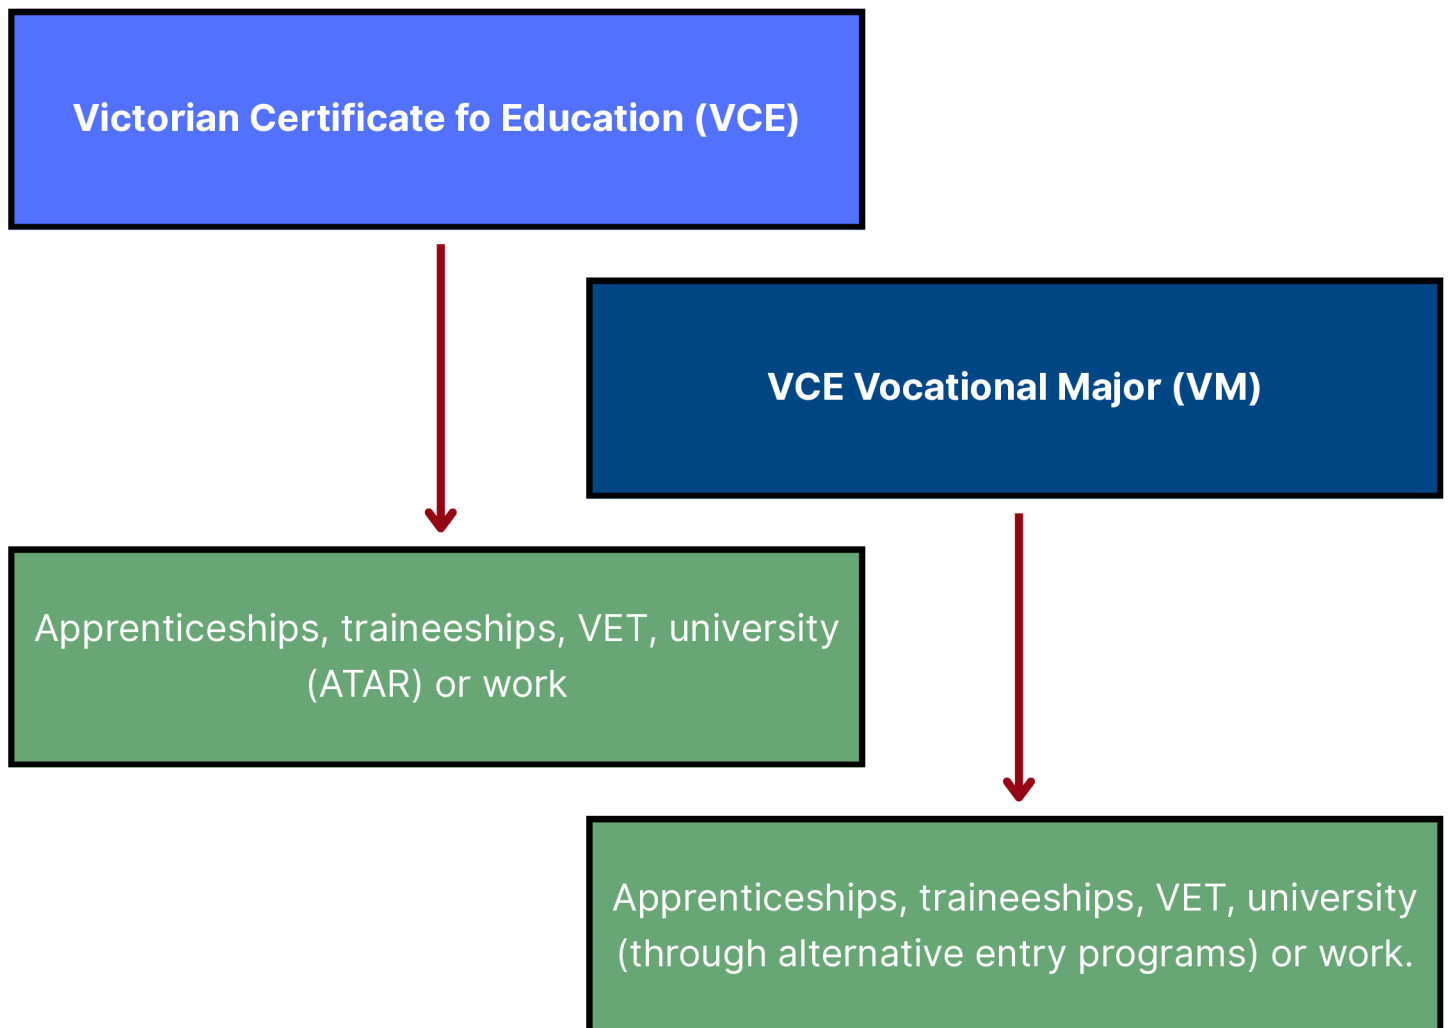 Victorian Certificate fo Education (VCE)
VCE Vocational Major (VM)
Apprenticeships, traineeships, VET, university
(ATAR) or work
Apprenticeships, traineeships, VET, university
(through alternative entry programs) or work.